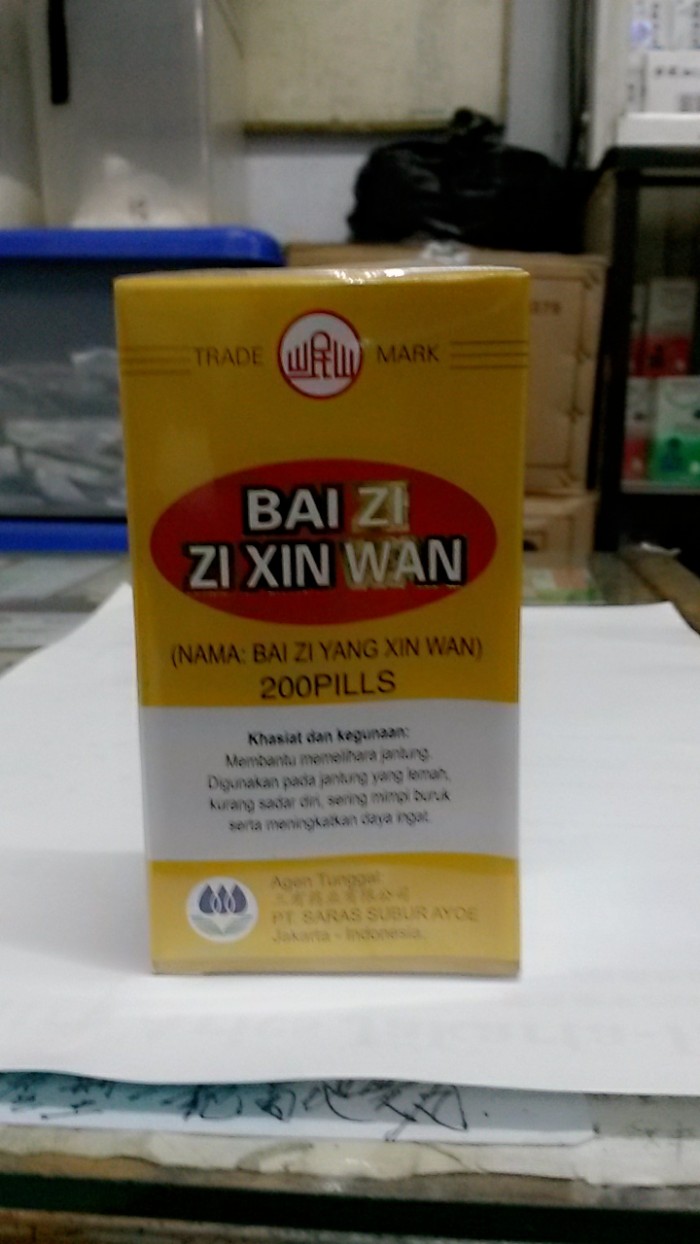 TRADE MARK
BAI ZI
ZI XIN WAN
(NAMA: BAI ZI YANG XIN WAN)
200PILLS
Khasiat dan kegunaan:
Membantu memelihara jantung.
Digunakan pada jantung yang lemah,
kurang sadar diri, sering mimpi buruk
serta meningkatkan daya ingat.
Agen Tunggal:
PT. SARAS SUBUR AYOE
Jakarta - Indonesia.